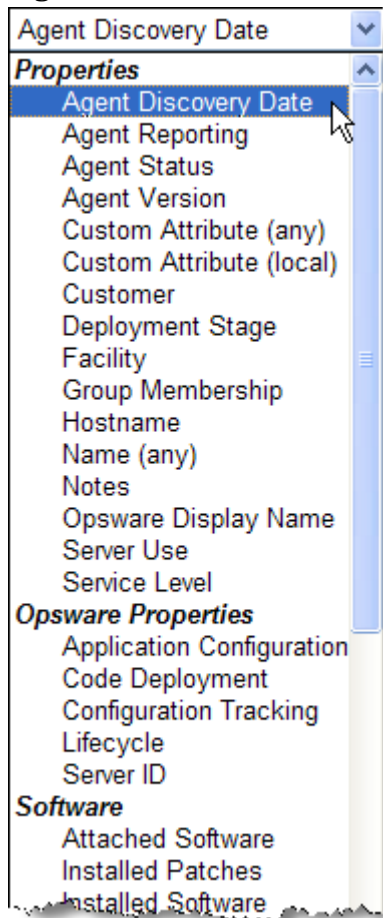 Agent Discovery Date
Properties
Agent Discovery Date
Agent Reporting
Agent Status
Agent Version
Custom Attribute (any)
Custom Attribute (local)
Customer
Deployment Stage
Facility
Group Membership
Hostname
Name (any)
Notes
Opsware Display Name
Server Use
Service Level
Opsware Properties
Application Configuration
Code Deployment
Configuration Tracking
Lifecycle
Server ID
Software
Attached Software
Installed Patches
Installed Software